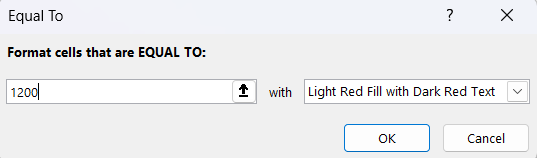 Equal To
?
Format cells that are EQUAL TO:
1200 with Light Red Fill with Dark Red Text
OK Cancel